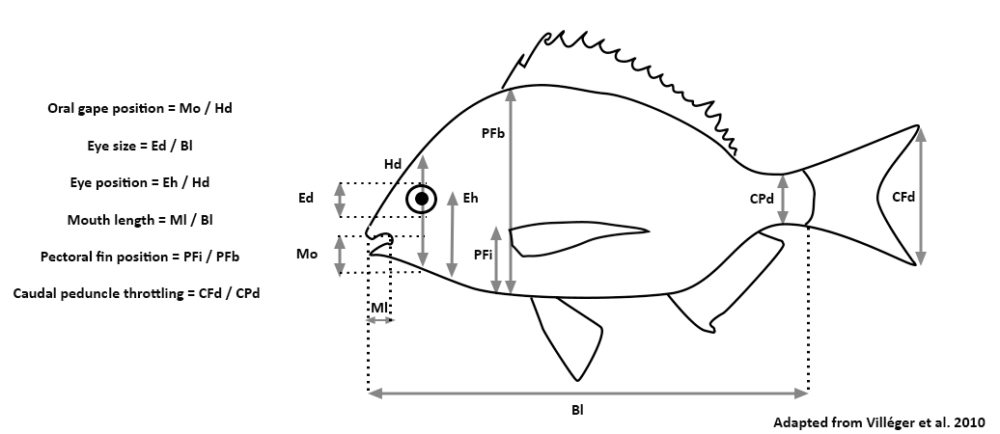 Oral gape position = Mo / Hd
Eye size = Ed / Bl
Eye position = Eh / Hd
Mouth length = Ml / Bl
Pectoral fin position = PFi / PFb
Caudal peduncle throttling = CFd / CPd
PFb
Hd
Ed
Eh
CPd
CFd
Mo
PFi
Ml
Bl
Adapted from Villéger et al. 2010